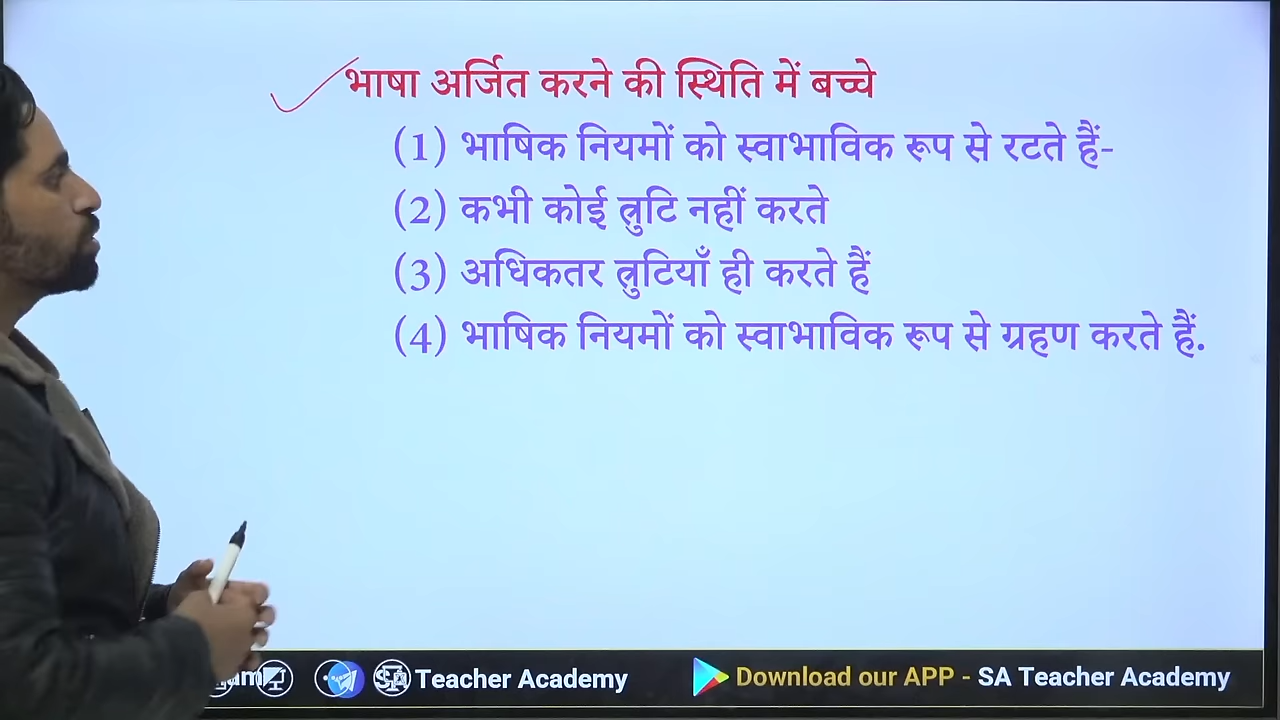 भाषा अर्जित करने की स्थिति में बच्चे
(1) भाषिक नियमों को स्वाभाविक रूप से रटते हैं-
(2) कभी कोई त्रुटि नहीं करते
(3) अधिकतर त्रुटियाँ ही करते हैं
(4) भाषिक नियमों को स्वाभाविक रूप से ग्रहण करते हैं.
Teacher Academy
Download our APP - SA Teacher Academy